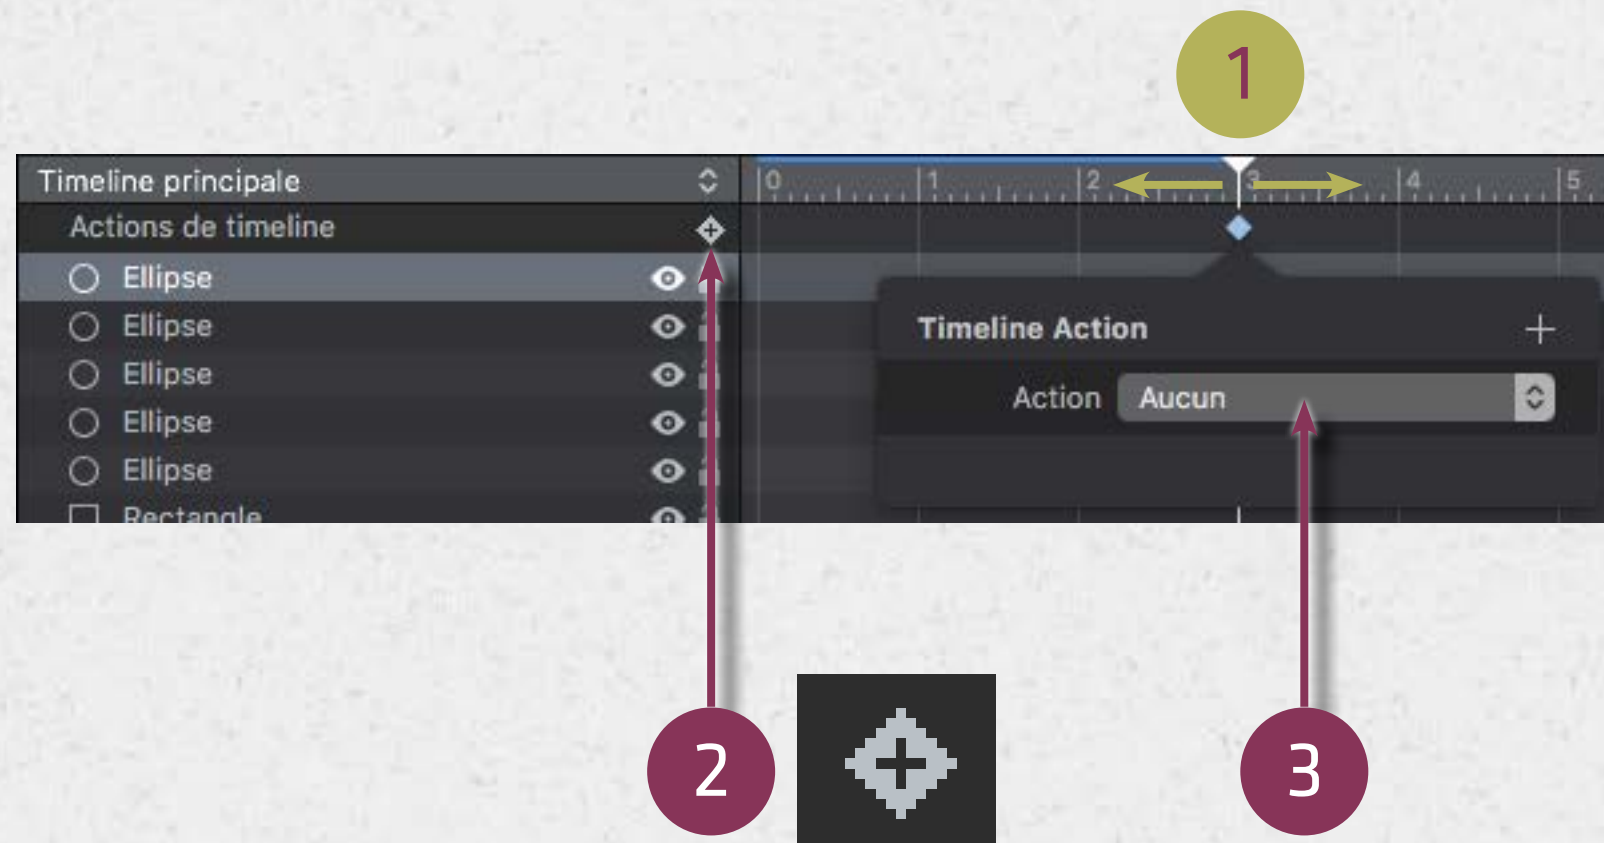 1
Timeline principale
0 1 2 3 4 5
Actions de timeline
Ellipse
Timeline Action
Ellipse
Ellipse
Action Aucun
Ellipse
Ellipse
Rectangle
2
3